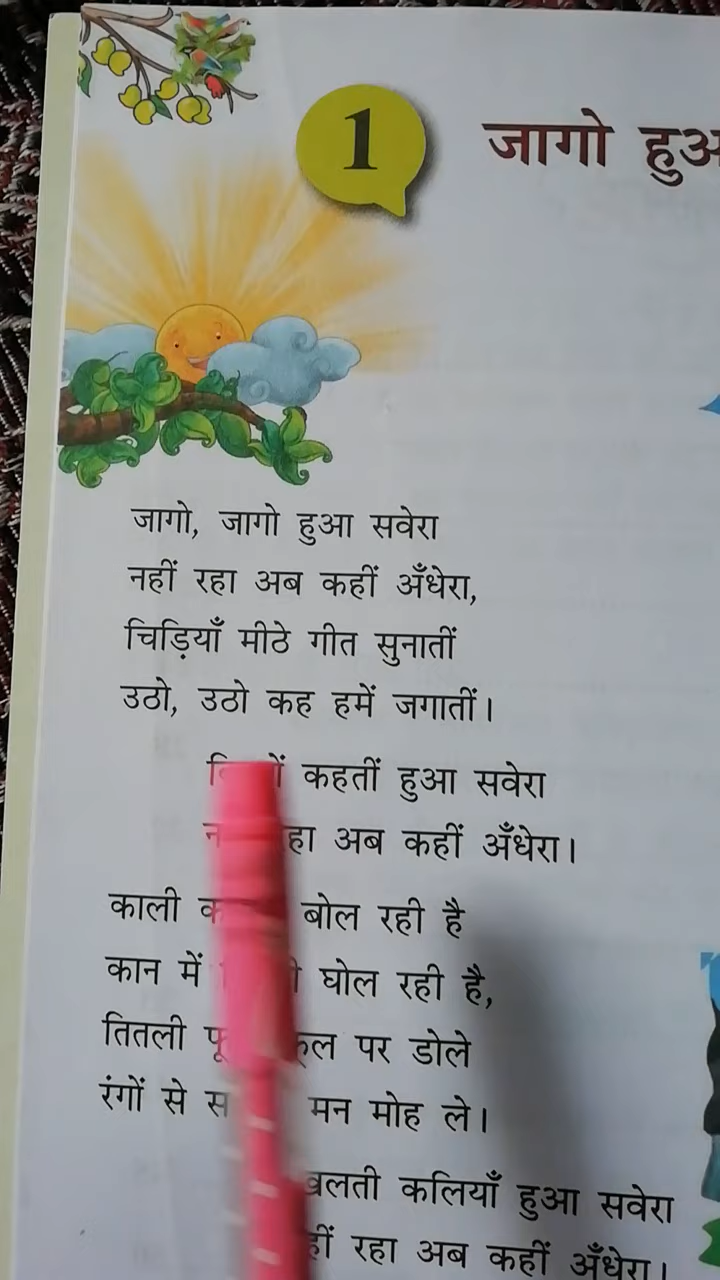 1
जागो हुअ
जागो, जागो हुआ सवेरा
नहीं रहा अब कहीं अँधेरा,
चिड़ियाँ मीठे गीत सुनातीं
उठो, उठो कह हमें जगातीं।
कहतीं हुआ सवेरा
अब कहीं अँधेरा।
काली बोल रही है
कान में घोल रही है,
तितली पर डोले
रंगों से मन मोह ले।
कलियाँ हुआ सवेरा
रहा अब कहीं अँधेरा।